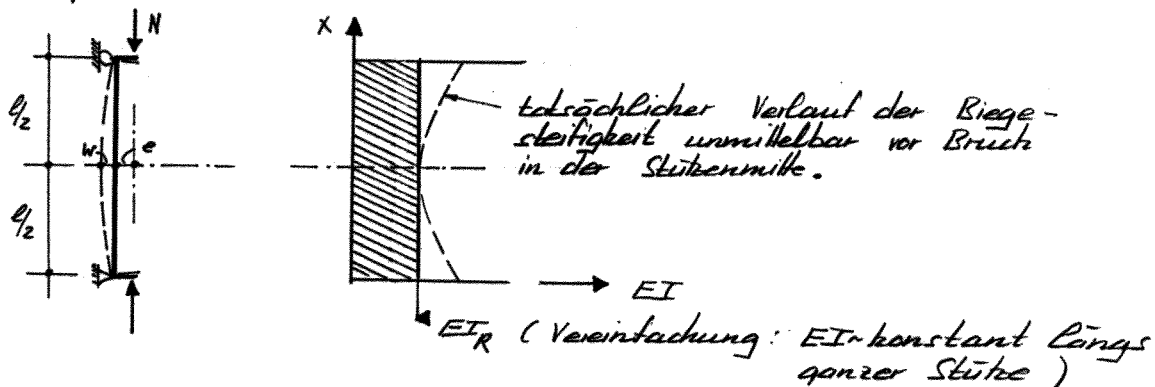 N
l/2
w
e
l/2
X
tatsächlicher Verlauf der Biege-
steifigkeit unmittelbar vor Bruch
in der Stützenmitte.
EI
EI_R (Vereinfachung: EI~konstant längs
ganzer Stütze)